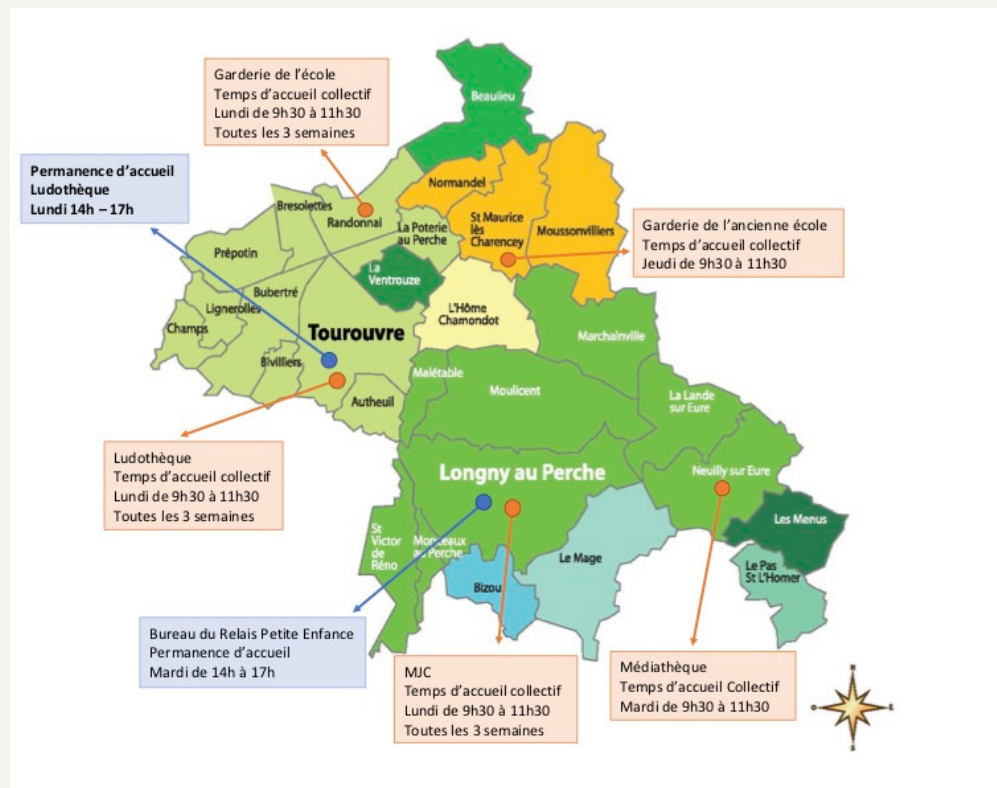 Garderie de l'école
Temps d'accueil collectif
Lundi de 9h30 à 11h30
Toutes les 3 semaines
Permanence d'accueil
Ludothèque
Lundi 14h – 17h
Garderie de l'ancienne école
Temps d'accueil collectif
Jeudi de 9h30 à 11h30
Beaulieu
Normandel
Bresolettes
Randonnai
La Poterie
au Perche
St Maurice
lès
Charencey
Moussonvilliers
Prépotin
La
Ventrouze
Bubertré
Lignerolles
L'Hôme
Chamondot
Champs
Tourouvre
Marchainville
Bivilliers
Malétable
Autheuil
Moulicent
La Lande
sur Eure
Longny au Perche
Neuilly sur Eure
Ludothèque
Temps d'accueil collectif
Lundi de 9h30 à 11h30
Toutes les 3 semaines
St
Victor
de
Réno
Monceaux
au Perche
Les Menus
Le Mage
Bizou
Le Pas
St L'Homer
Bureau du Relais Petite Enfance
Permanence d'accueil
Mardi de 14h à 17h
MJC
Temps d'accueil collectif
Lundi de 9h30 à 11h30
Toutes les 3 semaines
Médiathèque
Temps d'accueil Collectif
Mardi de 9h30 à 11h30